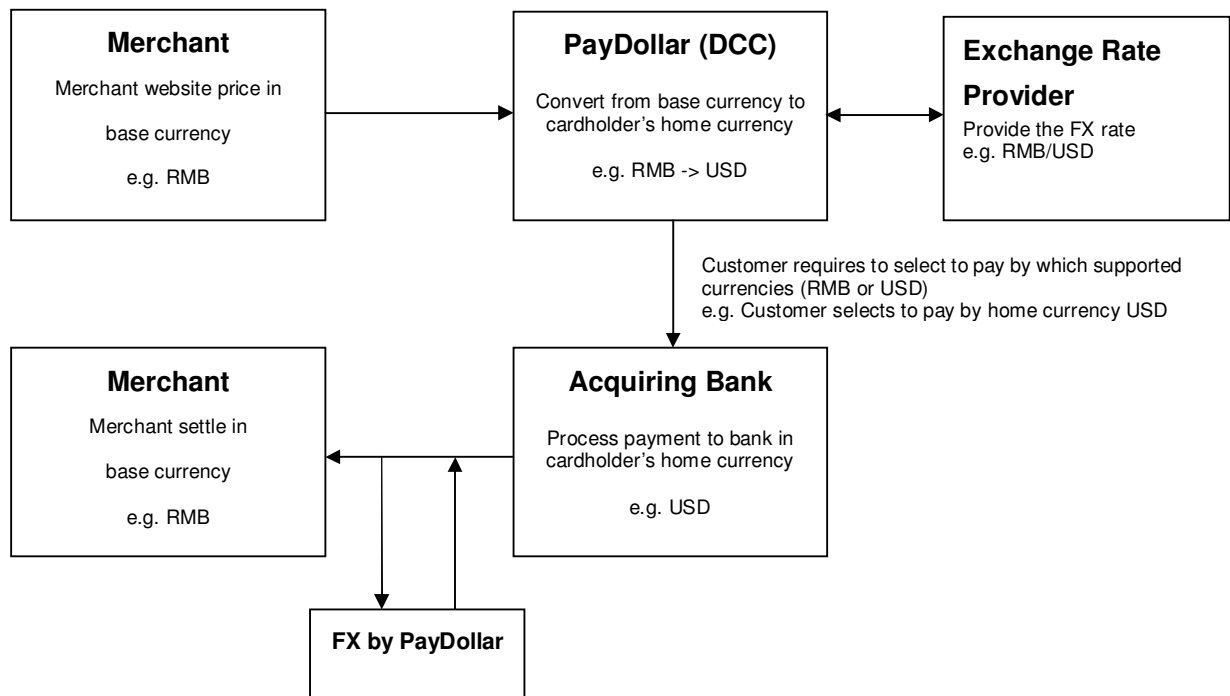 Merchant
Merchant website price in
base currency
e.g. RMB
PayDollar (DCC)
Convert from base currency to
cardholder's home currency
e.g. RMB -> USD
Exchange Rate
Provider
Provide the FX rate
e.g. RMB/USD
Customer requires to select to pay by which supported
currencies (RMB or USD)
e.g. Customer selects to pay by home currency USD
Merchant
Merchant settle in
base currency
e.g. RMB
Acquiring Bank
Process payment to bank in
cardholder's home currency
e.g. USD
FX by PayDollar